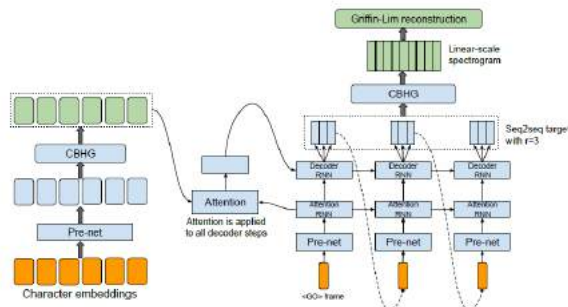 Griffin-Lim reconstruction
Linear-scale
spectrogram
CBHG
CBHG
Seq2seq target
with r=3
Decoder
RNN
Decoder
RNN
Decoder
RNN
Attention
Attention
RNN
Attention
RNN
Attention
RNN
Attention is applied
to all decoder steps
Pre-net
Pre-net
Pre-net
Pre-net
Character embeddings
<GO> frame